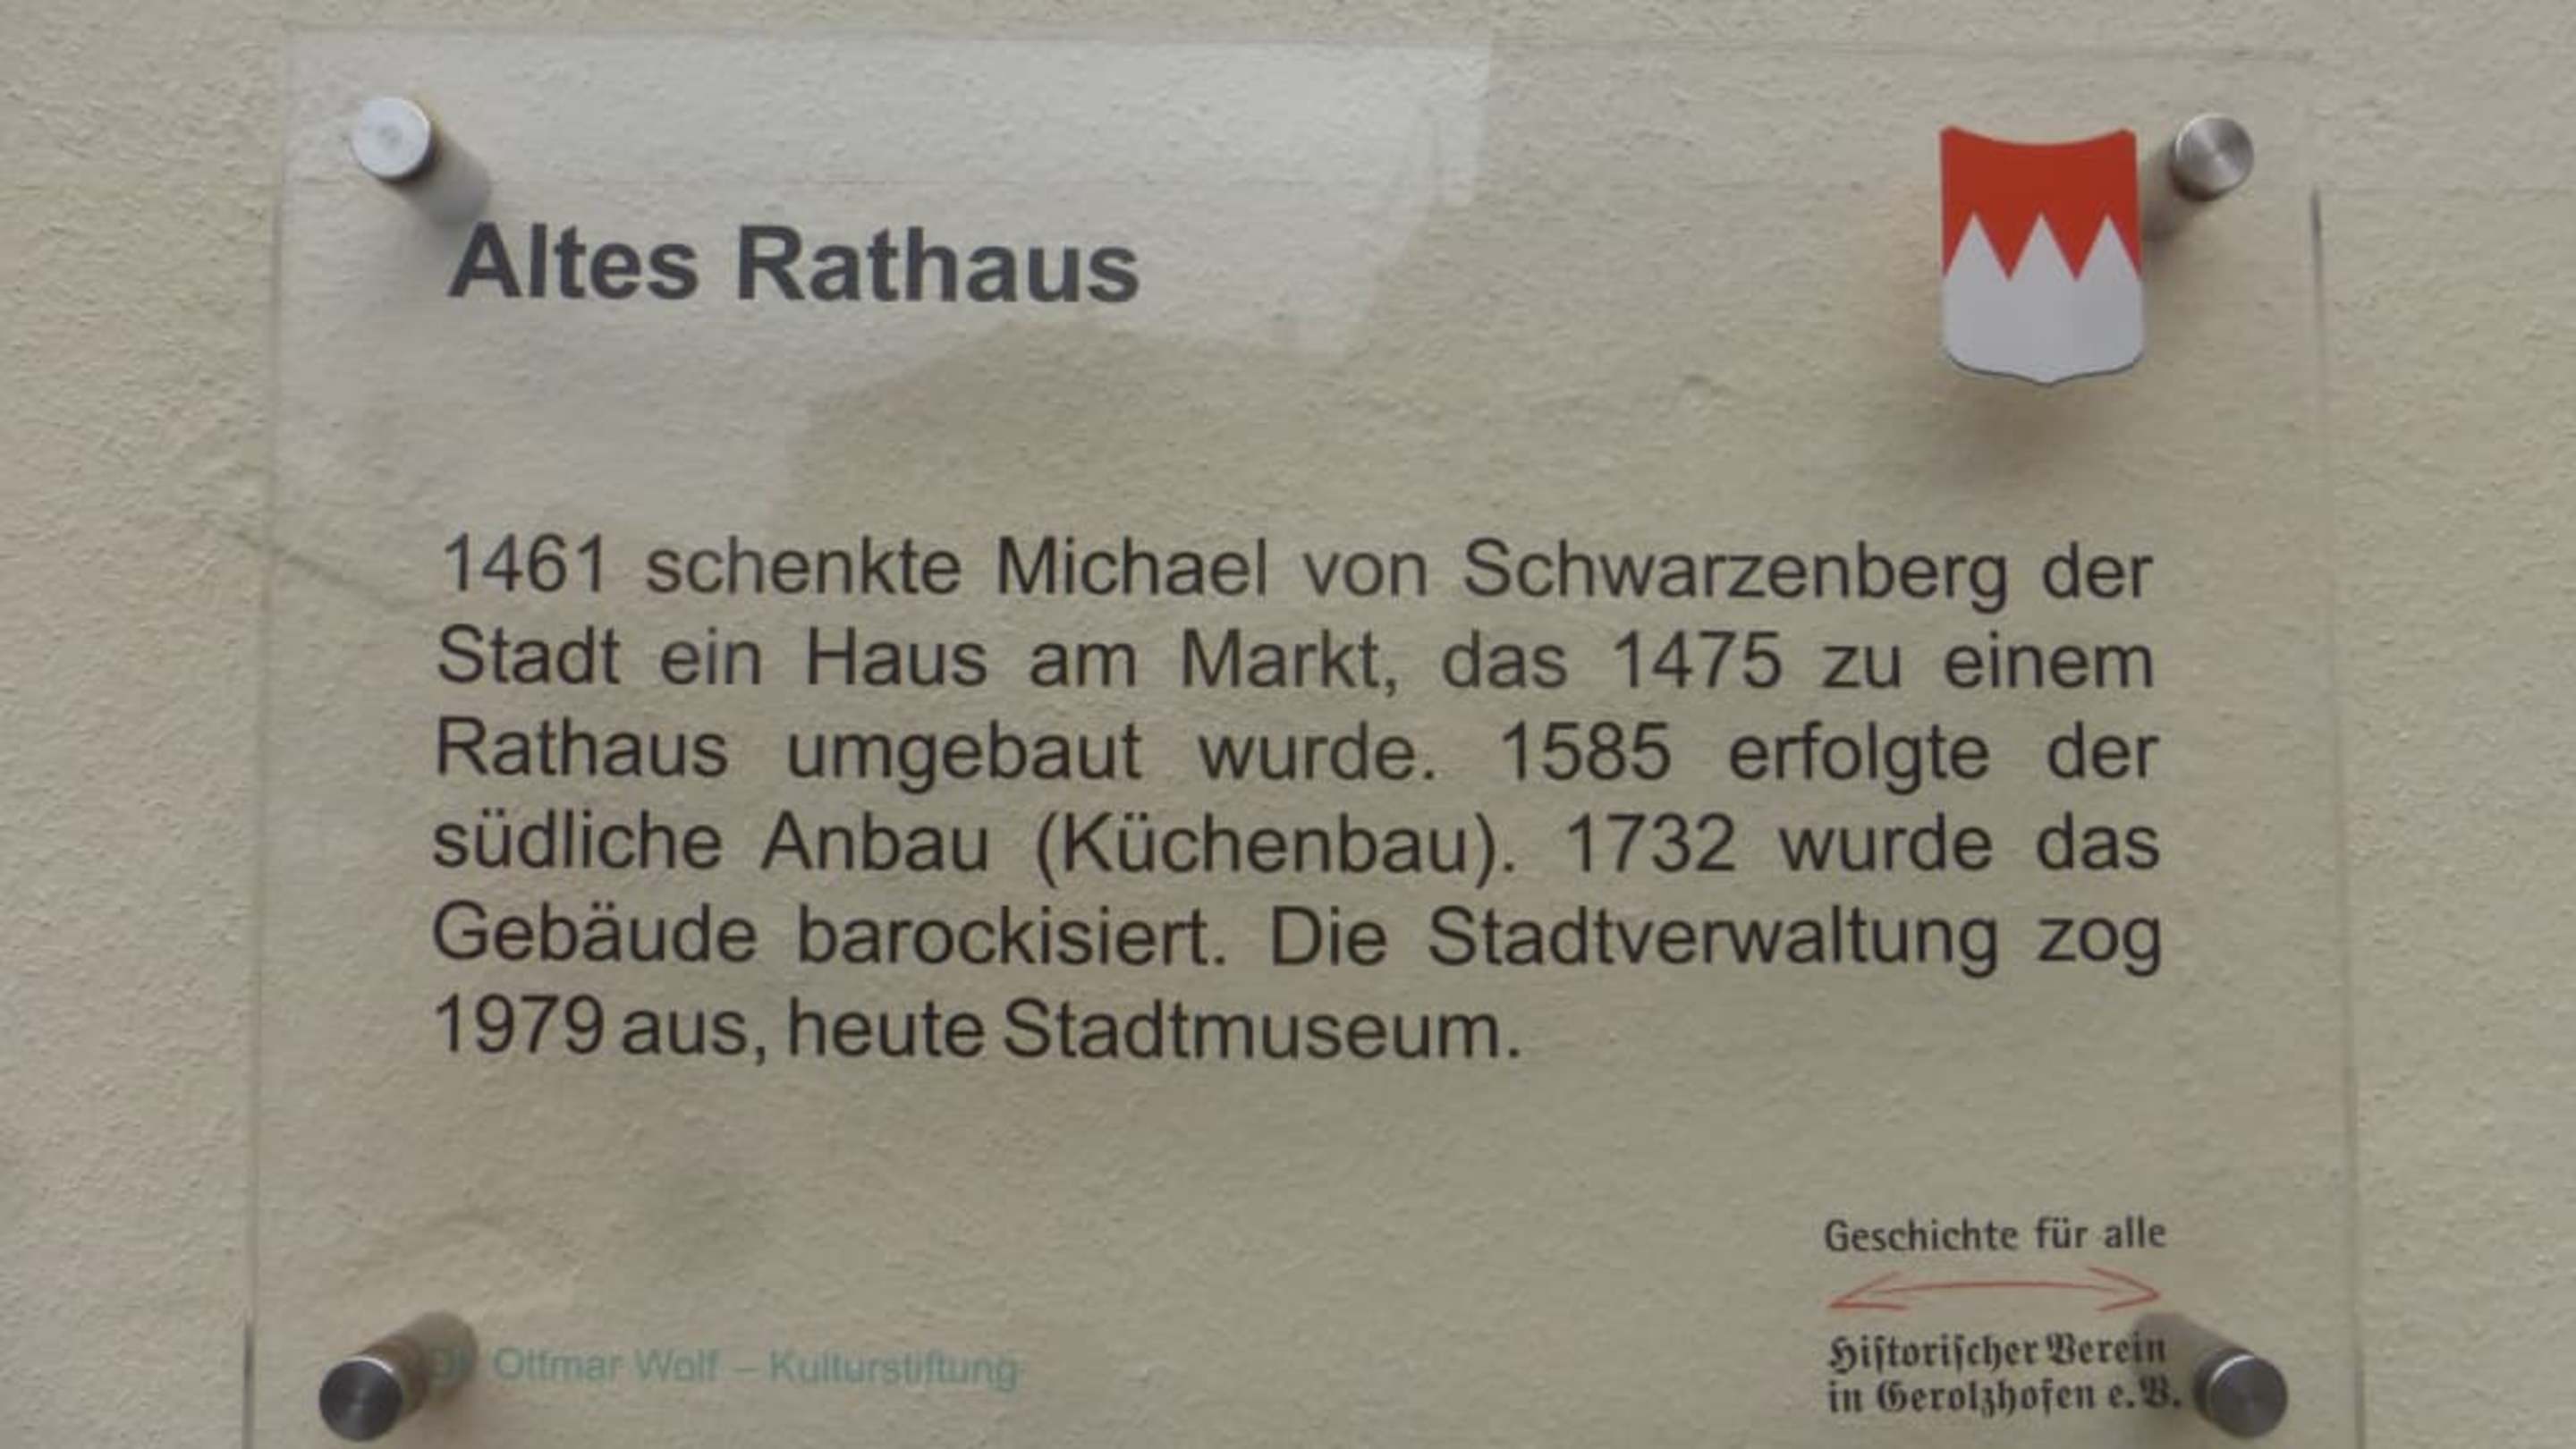 Altes Rathaus
1461 schenkte Michael von Schwarzenberg der
Stadt ein Haus am Markt, das 1475 zu einem
Rathaus umgebaut wurde. 1585 erfolgte der
südliche Anbau (Küchenbau). 1732 wurde das
Gebäude barockisiert. Die Stadtverwaltung zog
1979 aus, heute Stadtmuseum.
Geschichte für alle
Dr. Ottmar Wolf – Kulturstiftung
Hiſtoriſcher Verein
in Gerolzhofen e.V.